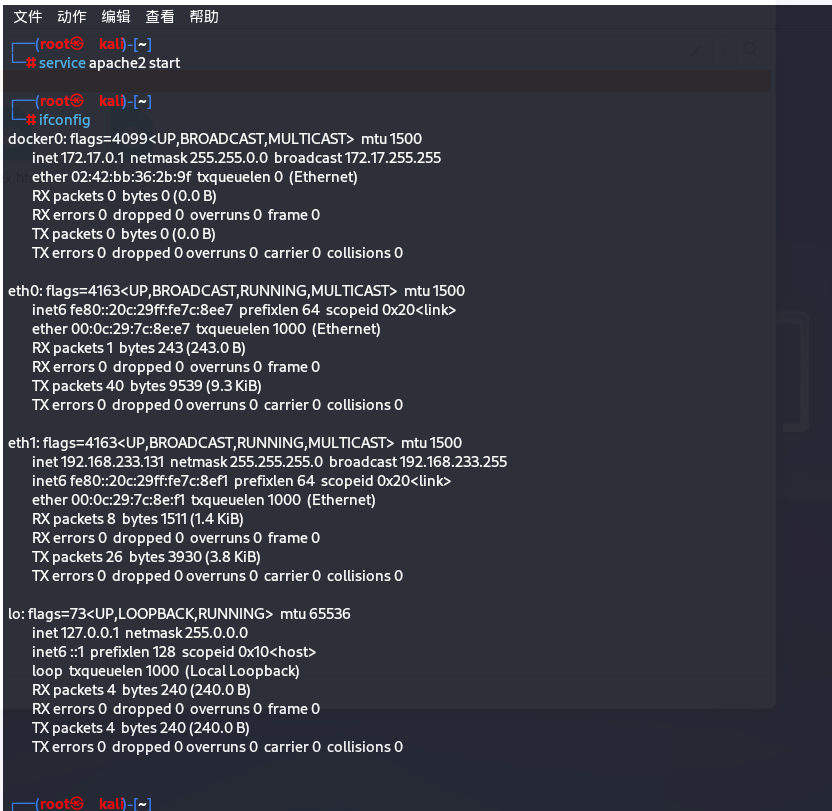 文件 动作 编辑 查看 帮助
┌──(root㉿ kali)-[~]
└─# service apache2 start
┌──(root㉿ kali)-[~]
└─# ifconfig
docker0: flags=4099<UP,BROADCAST,MULTICAST> mtu 1500
inet 172.17.0.1 netmask 255.255.0.0 broadcast 172.17.255.255
ether 02:42:bb:36:2b:9f txqueuelen 0 (Ethernet)
RX packets 0 bytes 0 (0.0 B)
RX errors 0 dropped 0 overruns 0 frame 0
TX packets 0 bytes 0 (0.0 B)
TX errors 0 dropped 0 overruns 0 carrier 0 collisions 0
eth0: flags=4163<UP,BROADCAST,RUNNING,MULTICAST> mtu 1500
inet6 fe80::20c:29ff:fe7c:8ee7 prefixlen 64 scopeid 0x20<link>
ether 00:0c:29:7c:8e:e7 txqueuelen 1000 (Ethernet)
RX packets 1 bytes 243 (243.0 B)
RX errors 0 dropped 0 overruns 0 frame 0
TX packets 40 bytes 9539 (9.3 KiB)
TX errors 0 dropped 0 overruns 0 carrier 0 collisions 0
eth1: flags=4163<UP,BROADCAST,RUNNING,MULTICAST> mtu 1500
inet 192.168.233.131 netmask 255.255.255.0 broadcast 192.168.233.255
inet6 fe80::20c:29ff:fe7c:8ef1 prefixlen 64 scopeid 0x20<link>
ether 00:0c:29:7c:8e:f1 txqueuelen 1000 (Ethernet)
RX packets 8 bytes 1511 (1.4 KiB)
RX errors 0 dropped 0 overruns 0 frame 0
TX packets 26 bytes 3930 (3.8 KiB)
TX errors 0 dropped 0 overruns 0 carrier 0 collisions 0
lo: flags=73<UP,LOOPBACK,RUNNING> mtu 65536
inet 127.0.0.1 netmask 255.0.0.0
inet6 ::1 prefixlen 128 scopeid 0x10<host>
loop txqueuelen 1000 (Local Loopback)
RX packets 4 bytes 240 (240.0 B)
RX errors 0 dropped 0 overruns 0 frame 0
TX packets 4 bytes 240 (240.0 B)
TX errors 0 dropped 0 overruns 0 carrier 0 collisions 0
┌──(root㉿ kali)-[~]